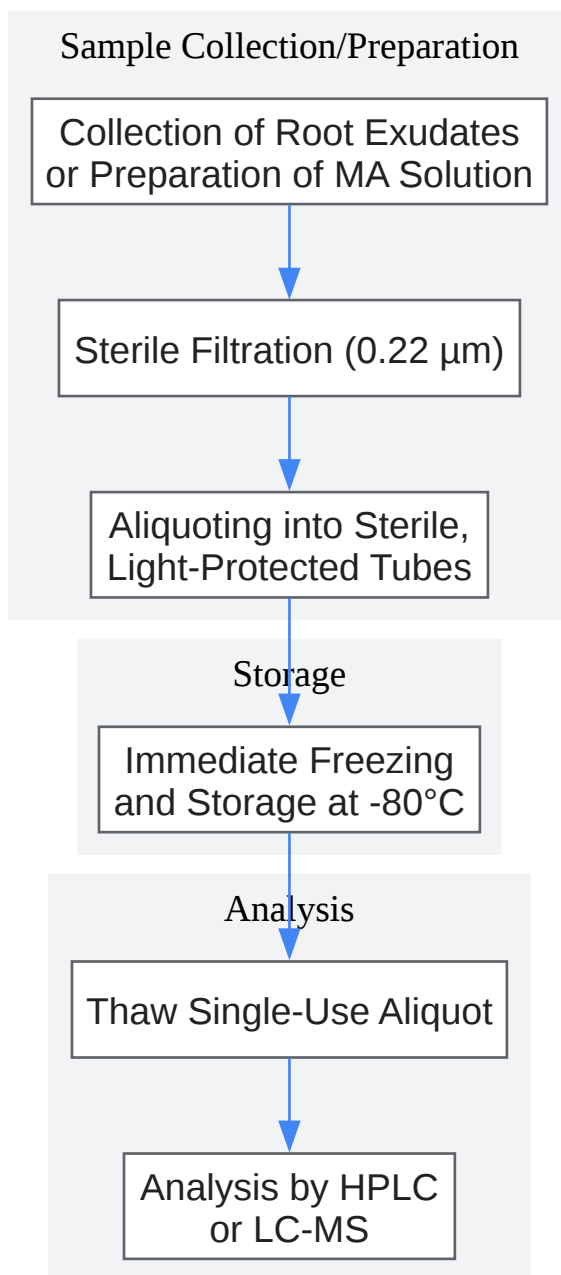 Sample Collection/Preparation
Collection of Root Exudates
or Preparation of MA Solution
Sterile Filtration (0.22 µm)
Aliquoting into Sterile,
Light-Protected Tubes
Storage
Immediate Freezing
and Storage at -80°C
Analysis
Thaw Single-Use Aliquot
Analysis by HPLC
or LC-MS